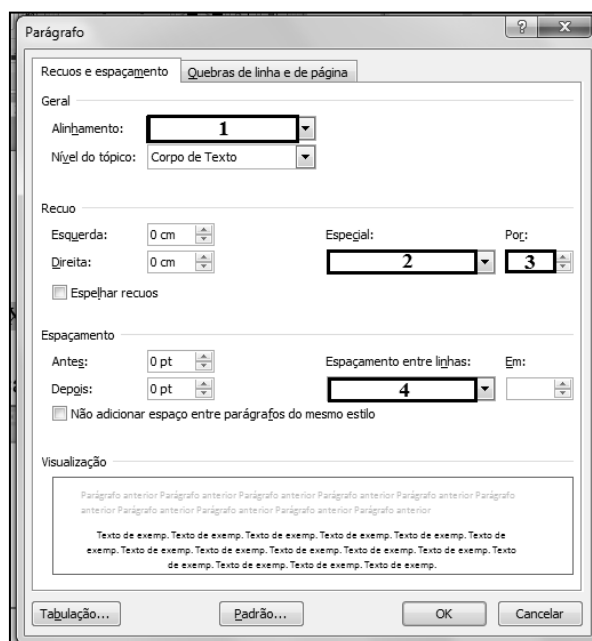 Parágrafo
Recuos e espaçamento Quebras de linha e de página
Geral
Alinhamento: 1
Nível do tópico: Corpo de Texto
Recuo
Esquerda: 0 cm Especial: Por:
Direita: 0 cm 2 3
Espelhar recuos
Espaçamento
Antes: 0 pt Espaçamento entre linhas: Em:
Depois: 0 pt 4
Não adicionar espaço entre parágrafos do mesmo estilo
Visualização
Parágrafo anterior Parágrafo anterior Parágrafo anterior Parágrafo anterior Parágrafo anterior Parágrafo
anterior Parágrafo anterior Parágrafo anterior Parágrafo anterior Parágrafo anterior
Texto de exemp. Texto de exemp. Texto de exemp. Texto de exemp. Texto de exemp. Texto de
exemp. Texto de exemp. Texto de exemp. Texto de exemp. Texto de exemp. Texto de exemp. Texto
de exemp. Texto de exemp. Texto de exemp.
Tabulação... Padrão... OK Cancelar